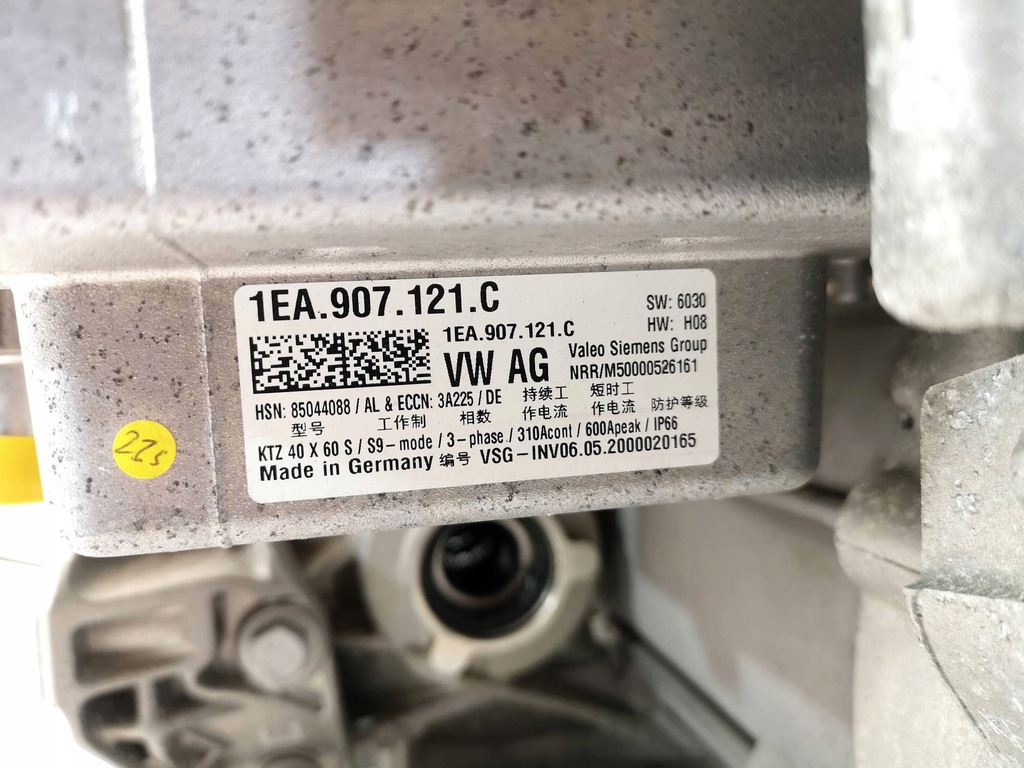 1EA.907.121.C
SW: 6030
1EA.907.121.C
HW: H08
VW AG
Valeo Siemens Group
NRR/M50000526161
HSN: 85044088 / AL & ECCN: 3A225 / DE
持续工 短时工
型号 工作制 相数 作电流 作电流 防护等级
KTZ 40 X 60 S / S9-mode / 3-phase / 310Acont / 600Apeak / IP66
Made in Germany 编号 VSG-INV06.05.2000020165